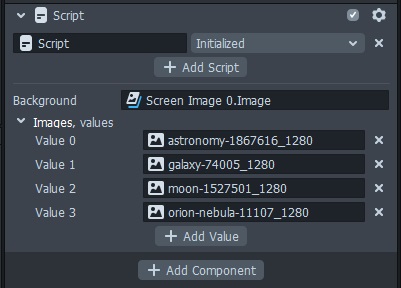 Script
Script Initialized
+ Add Script
Background Screen Image 0.Image
Images, values
Value 0 astronomy-1867616_1280
Value 1 galaxy-74005_1280
Value 2 moon-1527501_1280
Value 3 orion-nebula-11107_1280
+ Add Value
+ Add Component